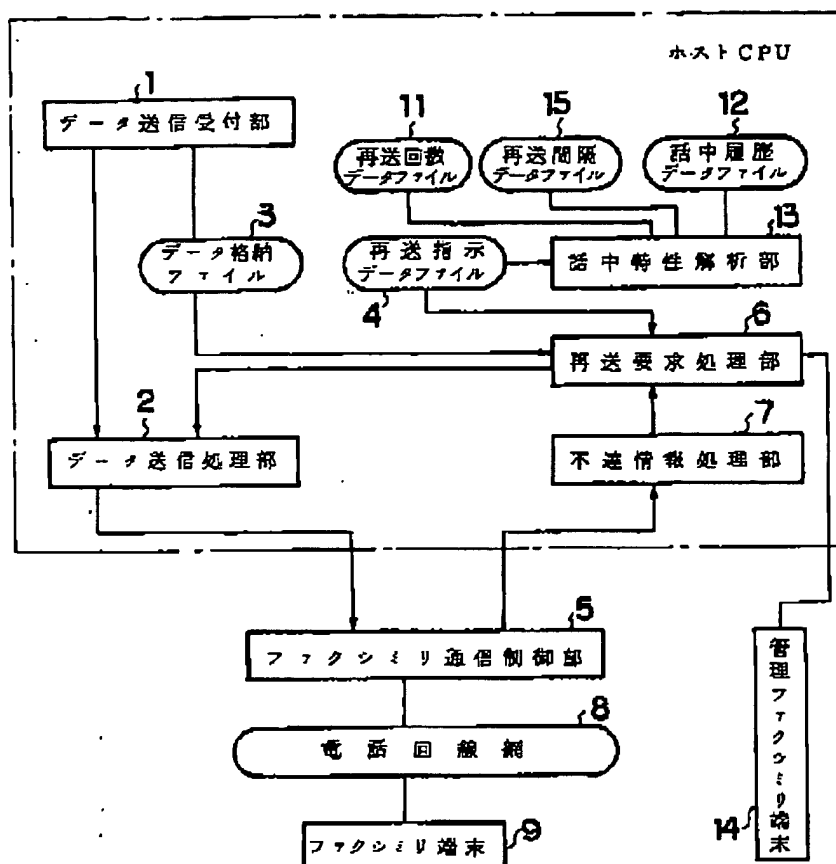 ホストCPU
1
データ送信受付部
11
再送回数
データファイル
15
再送間隔
データファイル
12
話中履歴
データファイル
3
データ格納
ファイル
再送指示
データファイル
4
13
話中特性解析部
6
再送要求処理部
2
データ送信処理部
7
不達情報処理部
5
ファクシミリ通信制御部
8
電話回線網
ファクシミリ端末
9
管理ファクシミリ端末
14